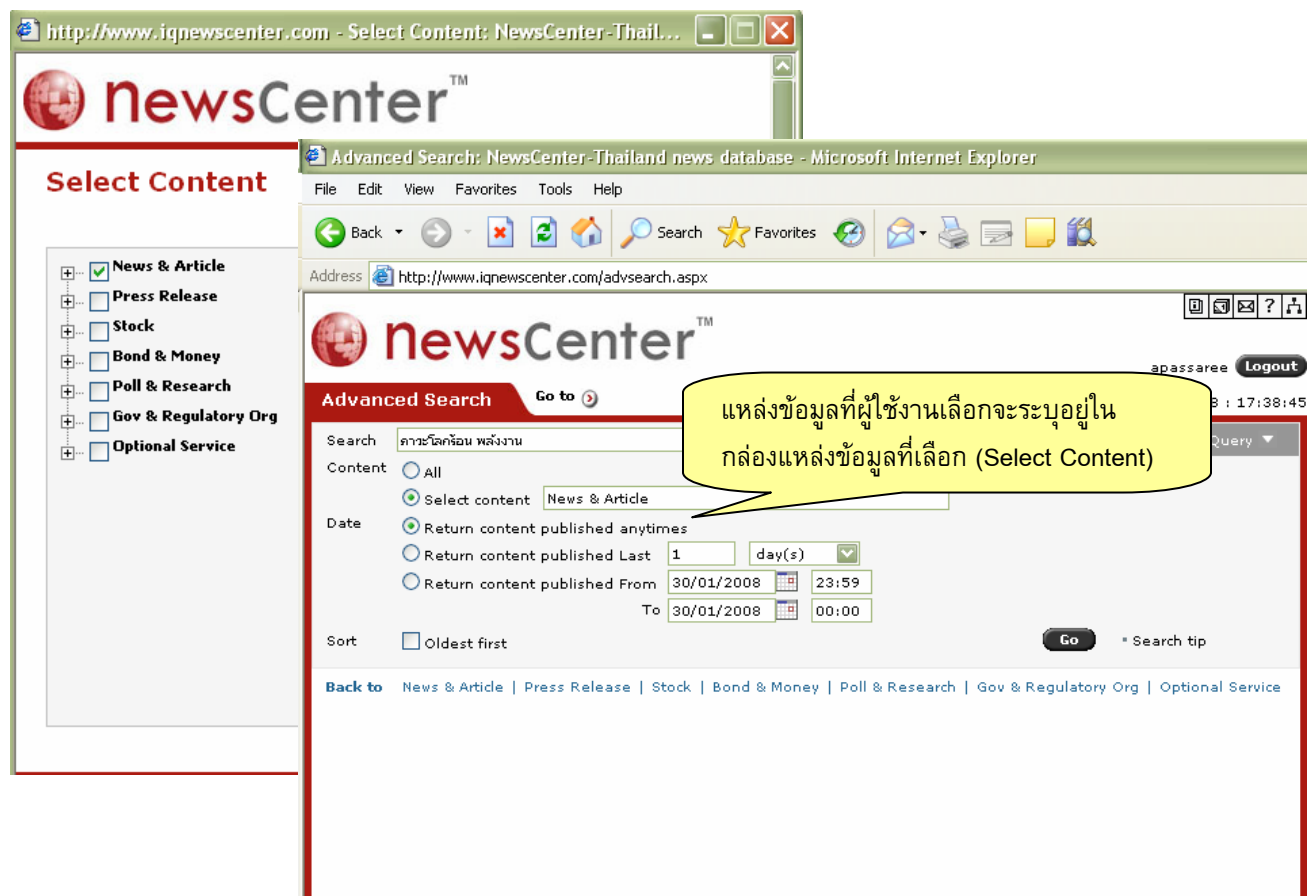 http://www.iqnewscenter.com - Select Content: NewsCenter-Thail...
newsCenter™
Select Content
News & Article
Press Release
Stock
Bond & Money
Poll & Research
Gov & Regulatory Org
Optional Service
Advanced Search: NewsCenter-Thailand news database - Microsoft Internet Explorer
File Edit View Favorites Tools Help
Back Search Favorites
Address http://www.iqnewscenter.com/advsearch.aspx
newsCenter™
apassaree Logout
Advanced Search Go to
8 : 17:38:45
แหล่งข้อมูลที่ผู้ใช้งานเลือกจะระบุอยู่ใน
กล่องแหล่งข้อมูลที่เลือก (Select Content)
Search ภาวะโลกร้อน พลังงาน
Query
Content All
Select content News & Article
Date Return content published anytimes
Return content published Last 1 day(s)
Return content published From 30/01/2008 23:59
To 30/01/2008 00:00
Sort Oldest first Go Search tip
Back to News & Article | Press Release | Stock | Bond & Money | Poll & Research | Gov & Regulatory Org | Optional Service